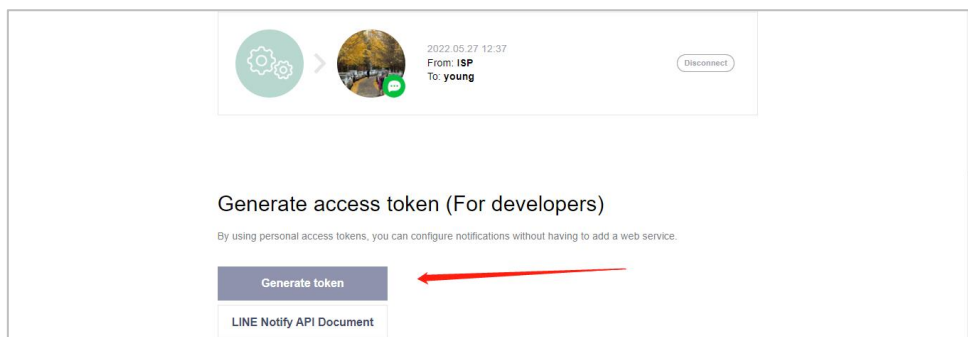 2022.05.27 12:37
From: ISP
To: young
Disconnect
Generate access token (For developers)
By using personal access tokens, you can configure notifications without having to add a web service.
Generate token
LINE Notify API Document